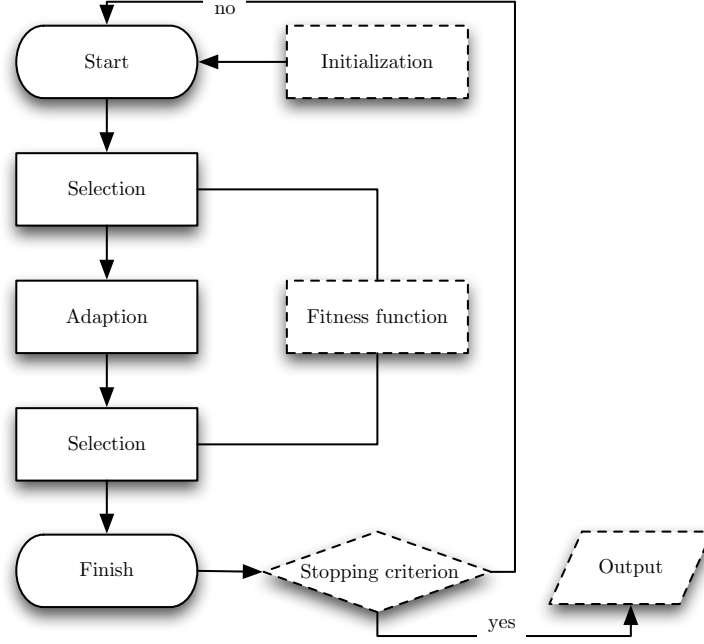 no
Start
Initialization
Selection
Adaption
Fitness function
Selection
Finish
Stopping criterion
Output
yes